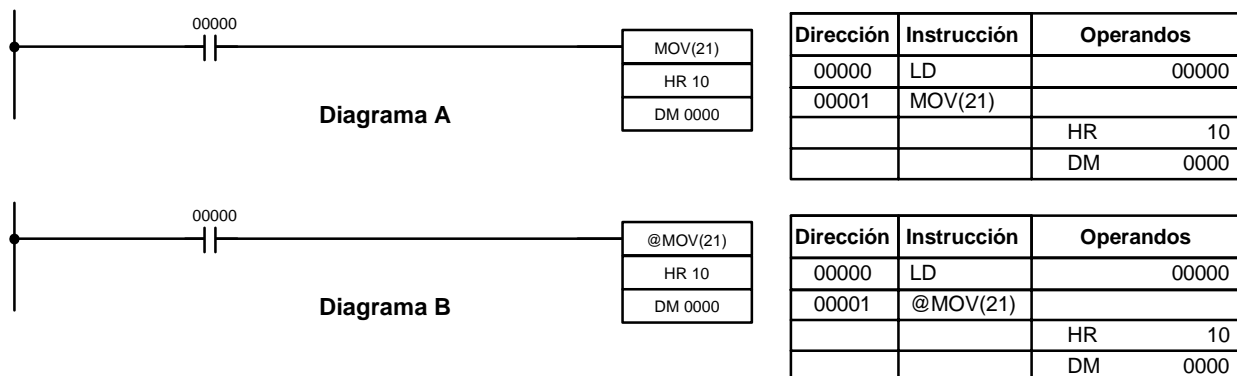 00000
MOV(21)
HR 10
DM 0000
Diagrama A
Dirección Instrucción Operandos
00000 LD 00000
00001 MOV(21)
HR 10
DM 0000
00000
@MOV(21)
HR 10
DM 0000
Diagrama B
Dirección Instrucción Operandos
00000 LD 00000
00001 @MOV(21)
HR 10
DM 0000